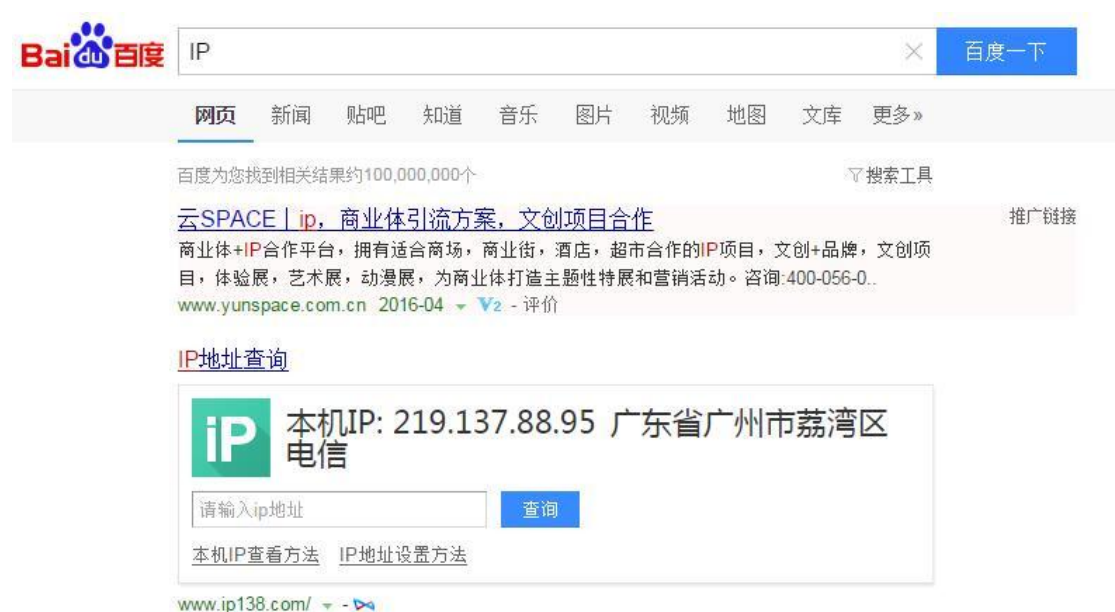 Bai du 百度 IP 百度一下
网页 新闻 贴吧 知道 音乐 图片 视频 地图 文库 更多»
百度为您找到相关结果约100,000,000个 搜索工具
云SPACE丨ip，商业体引流方案，文创项目合作 推广链接
商业体+IP合作平台，拥有适合商场，商业街，酒店，超市合作的IP项目，文创+品牌，文创项
目，体验展，艺术展，动漫展，为商业体打造主题性特展和营销活动。咨询:400-056-0..
www.yunspace.com.cn 2016-04 V2 - 评价
IP地址查询
iP 本机IP: 219.137.88.95 广东省广州市荔湾区
电信
请输入ip地址 查询
本机IP查看方法 IP地址设置方法
www.ip138.com/ -